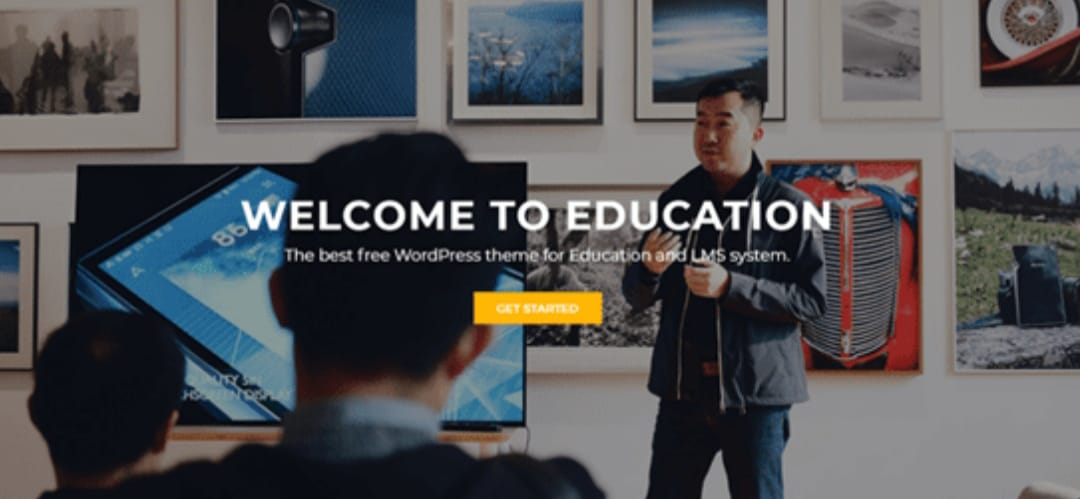 WELCOME TO EDUCATION
The best free WordPress theme for Education and LMS system.
GET STARTED